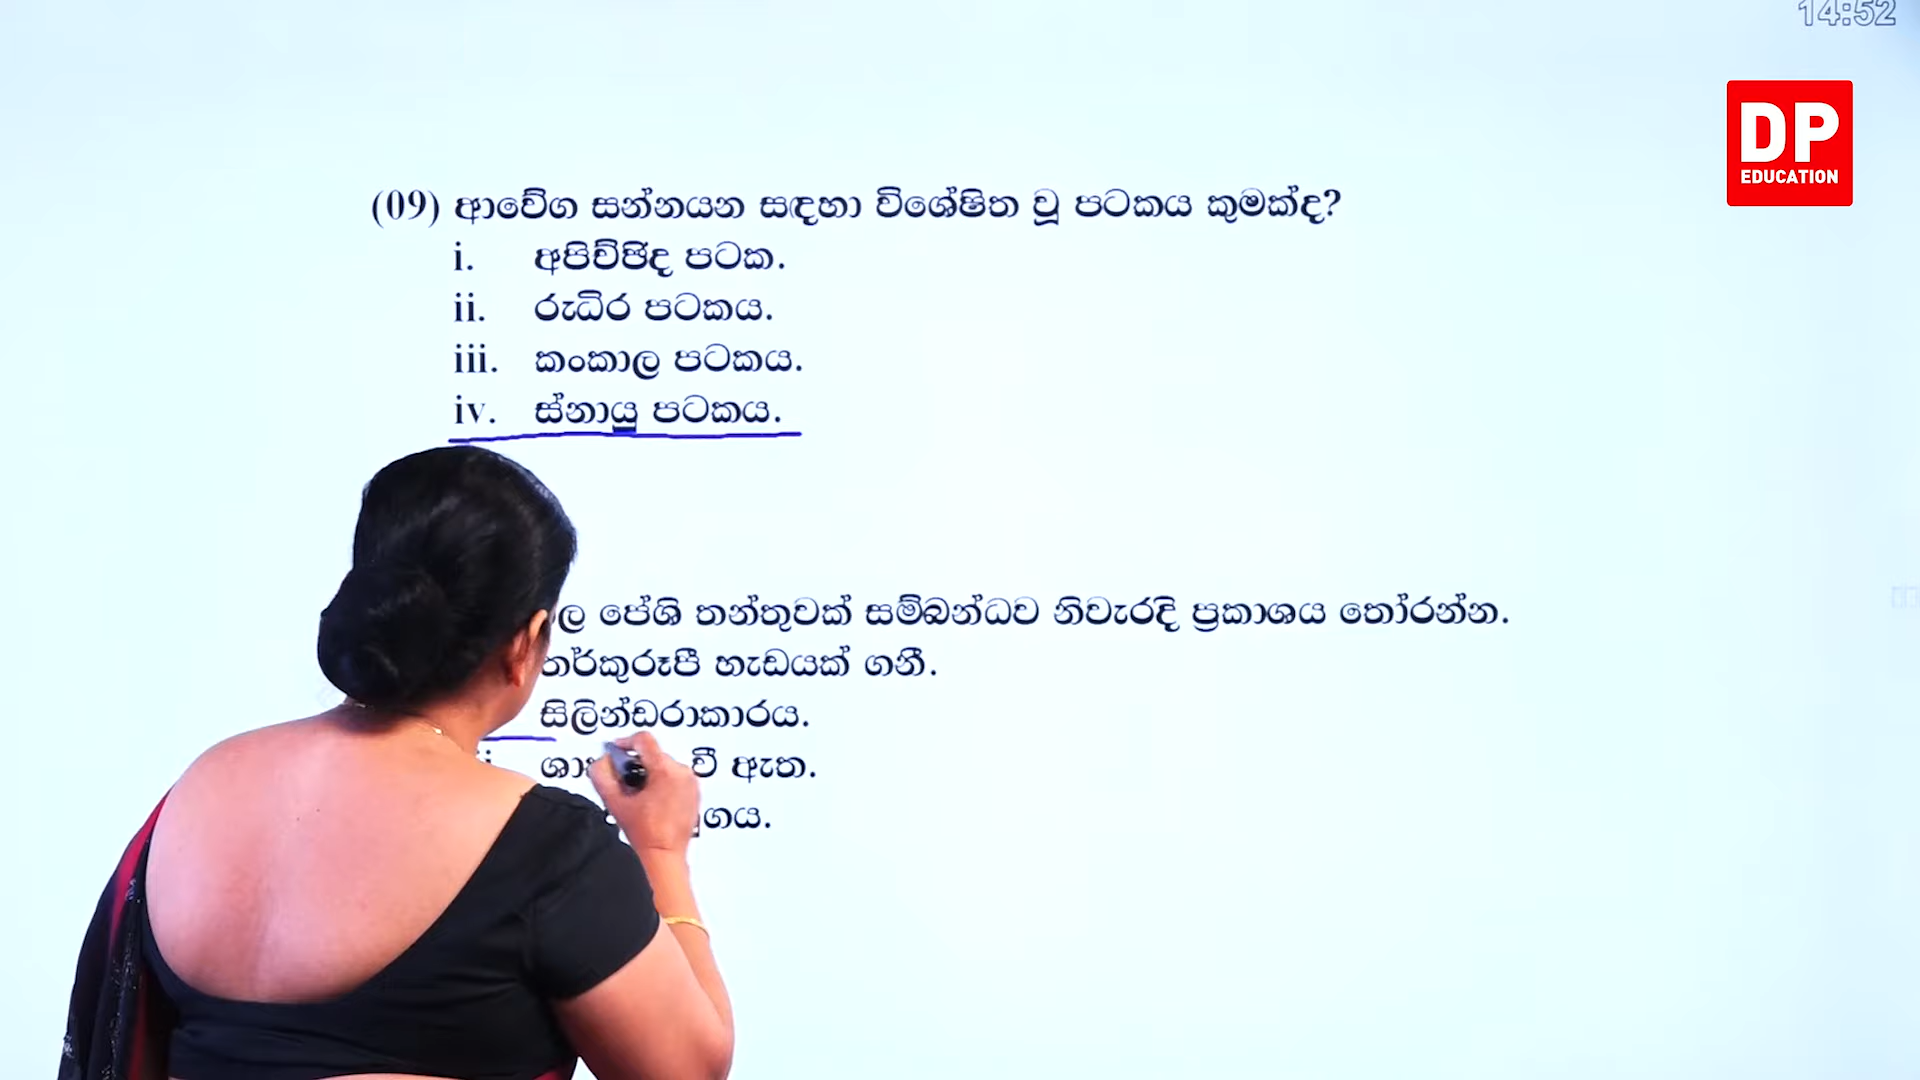 14:52
DP
EDUCATION
(09) ආවේග සන්නයන සඳහා විශේෂිත වූ පටකය කුමක්ද?
i. අපිච්ඡිද පටක.
ii. රුධිර පටකය.
iii. කංකාල පටකය.
iv. ස්නායු පටකය.
පේශි තන්තුවක් සම්බන්ධව නිවැරදි ප්‍රකාශය තෝරන්න.
තර්කුරූපී හැඩයක් ගනී.
සිලින්ඩරාකාරය.
වී ඇත.